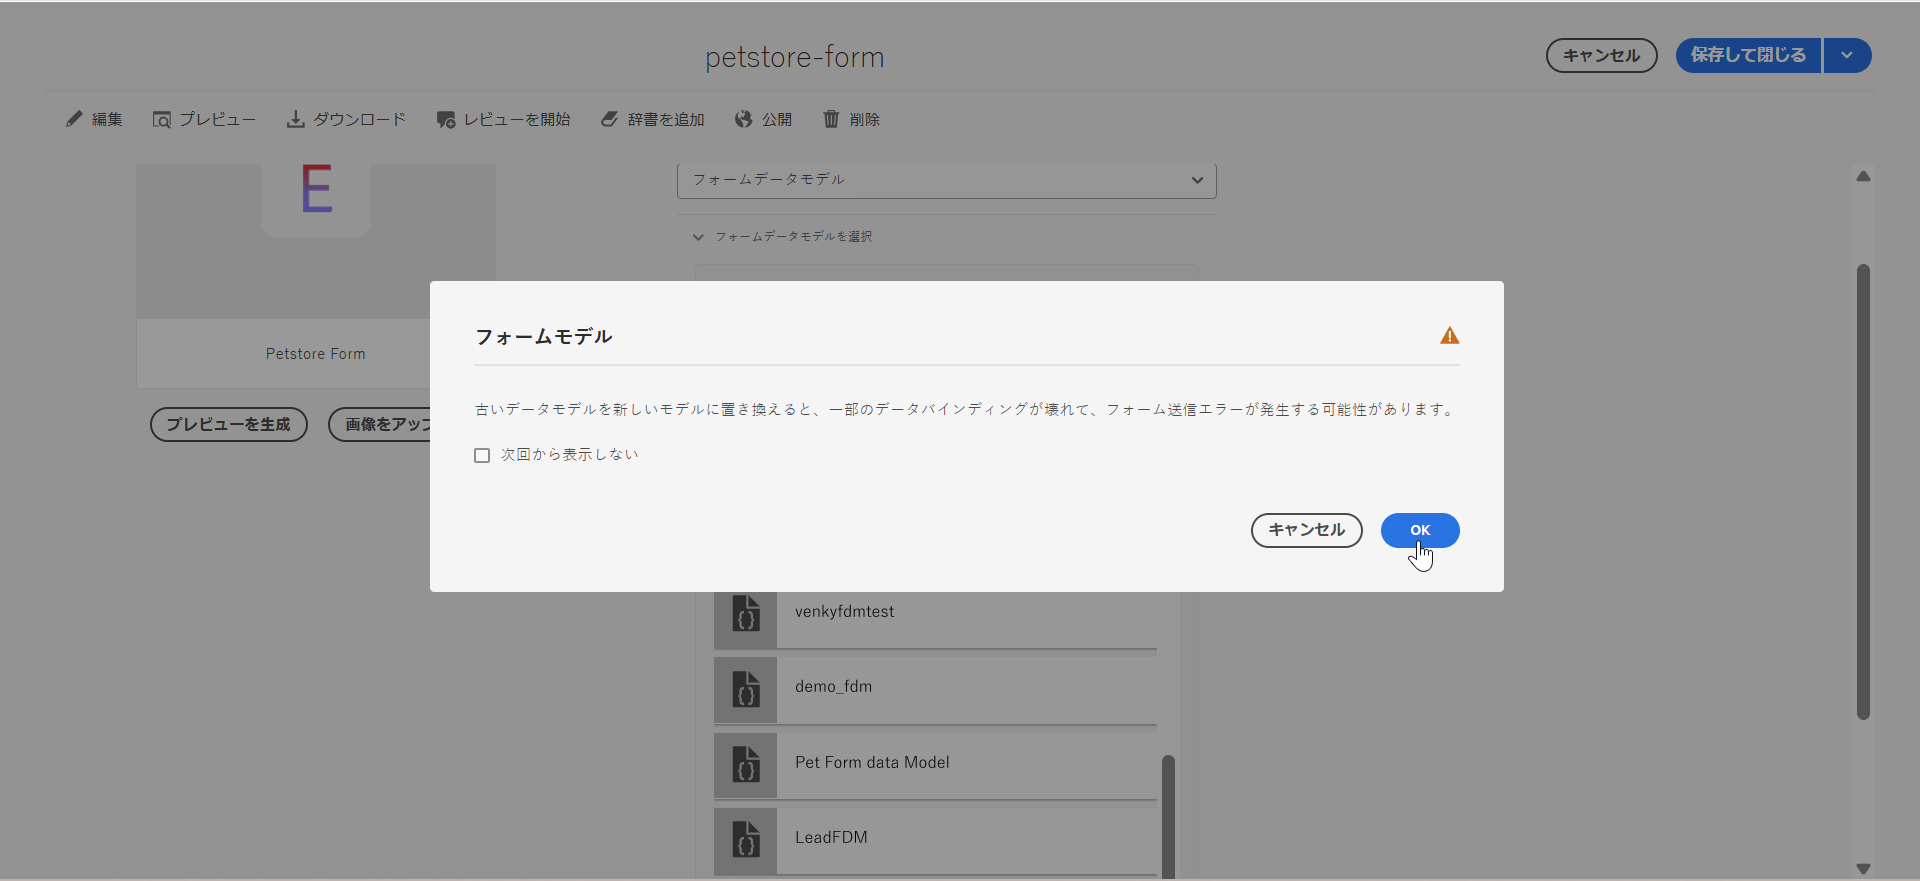 petstore-form
キャンセル
保存して閉じる
編集
プレビュー
ダウンロード
レビューを開始
辞書を追加
公開
削除
E
フォームデータモデル
フォームデータモデルを選択
Petstore Form
プレビューを生成
画像をアップ
フォームモデル
古いデータモデルを新しいモデルに置き換えると、一部のデータバインディングが壊れて、フォーム送信エラーが発生する可能性があります。
次回から表示しない
キャンセル
OK
venkyfdmtest
demo_fdm
Pet Form data Model
LeadFDM